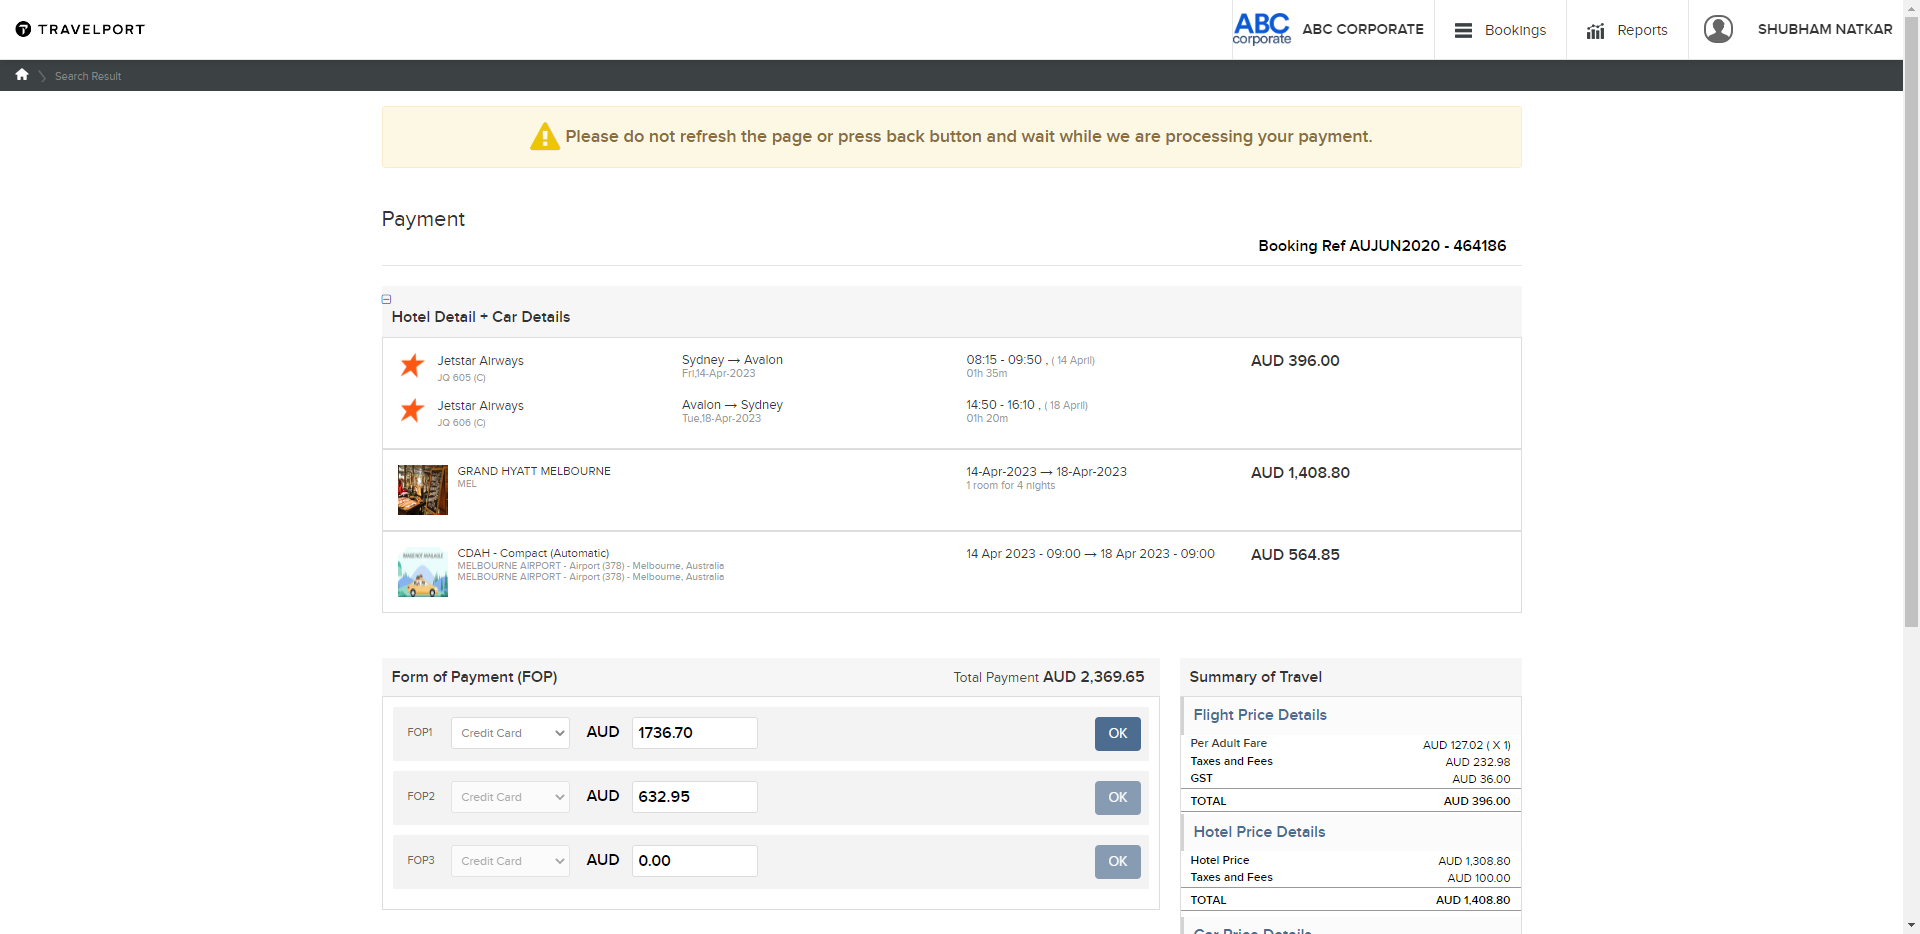 TRAVELPORT
ABC corporate ABC CORPORATE Bookings Reports SHUBHAM NATKAR
Search Result
Please do not refresh the page or press back button and wait while we are processing your payment.
Payment
Booking Ref AUJUN2020 - 464186
Hotel Detail + Car Details
Jetstar Airways Sydney → Avalon 08:15 - 09:50 , ( 14 April) AUD 396.00
JQ 605 (C) Fri,14-Apr-2023 01h 35m
Jetstar Airways Avalon → Sydney 14:50 - 16:10 , ( 18 April)
JQ 606 (C) Tue,18-Apr-2023 01h 20m
GRAND HYATT MELBOURNE 14-Apr-2023 → 18-Apr-2023 AUD 1,408.80
MEL 1 room for 4 nights
IMAGE NOT AVAILABLE
CDAH - Compact (Automatic) 14 Apr 2023 - 09:00 → 18 Apr 2023 - 09:00 AUD 564.85
MELBOURNE AIRPORT - Airport (378) - Melbourne, Australia
MELBOURNE AIRPORT - Airport (378) - Melbourne, Australia
Form of Payment (FOP) Total Payment AUD 2,369.65
FOP1 Credit Card AUD 1736.70 OK
FOP2 Credit Card AUD 632.95 OK
FOP3 Credit Card AUD 0.00 OK
Summary of Travel
Flight Price Details
Per Adult Fare AUD 127.02 ( X 1)
Taxes and Fees AUD 232.98
GST AUD 36.00
TOTAL AUD 396.00
Hotel Price Details
Hotel Price AUD 1,308.80
Taxes and Fees AUD 100.00
TOTAL AUD 1,408.80
Car Price Details